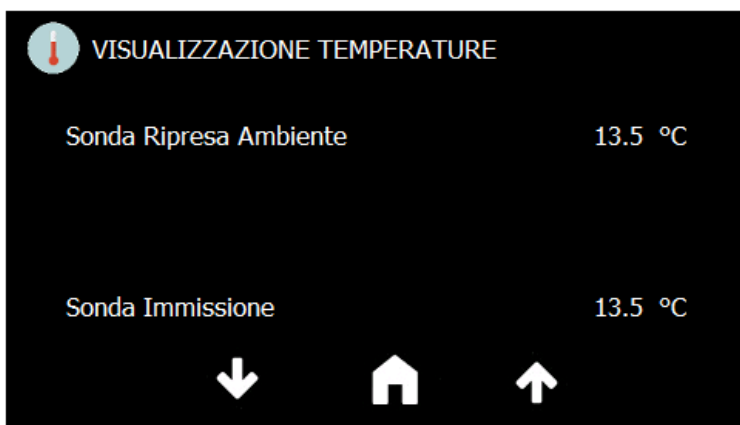 VISUALIZZAZIONE TEMPERATURE
Sonda Ripresa Ambiente 13.5 °C
Sonda Immissione 13.5 °C